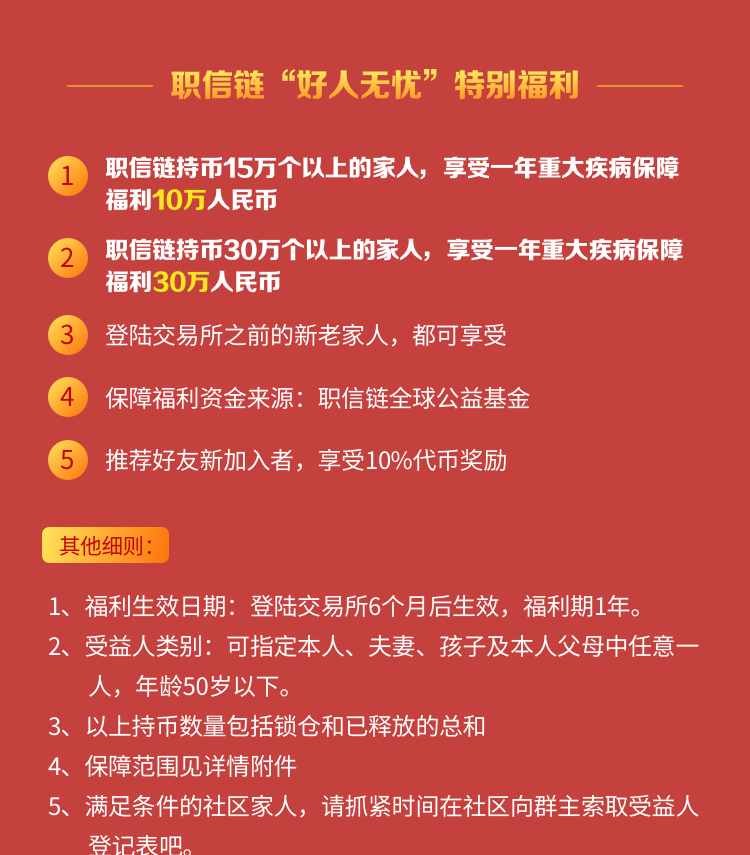 职信链“好人无忧”特别福利
1 职信链持币15万个以上的家人，享受一年重大疾病保障
福利10万人民币
2 职信链持币30万个以上的家人，享受一年重大疾病保障
福利30万人民币
3 登陆交易所之前的新老家人，都可享受
4 保障福利资金来源：职信链全球公益基金
5 推荐好友新加入者，享受10%代币奖励
其他细则：
1、福利生效日期：登陆交易所6个月后生效，福利期1年。
2、受益人类别：可指定本人、夫妻、孩子及本人父母中任意一
人，年龄50岁以下。
3、以上持币数量包括锁仓和已释放的总和
4、保障范围见详情附件
5、满足条件的社区家人，请抓紧时间在社区向群主索取受益人
登记表吧。